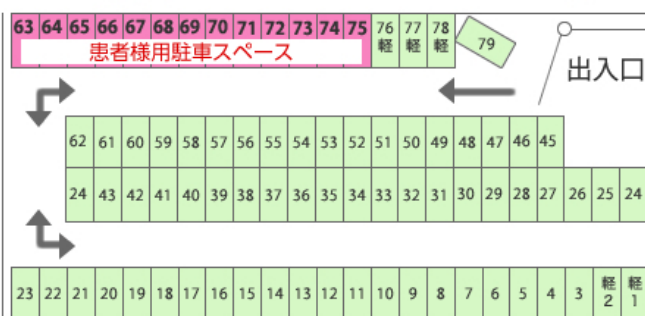 63 64 65 66 67 68 69 70 71 72 73 74 75 76 77 78
軽 軽 軽
患者様用駐車スペース
79
出入口
62 61 60 59 58 57 56 55 54 53 52 51 50 49 48 47 46 45
24 43 42 41 40 39 38 37 36 35 34 33 32 31 30 29 28 27 26 25 24
23 22 21 20 19 18 17 16 15 14 13 12 11 10 9 8 7 6 5 4 3 軽2 軽1